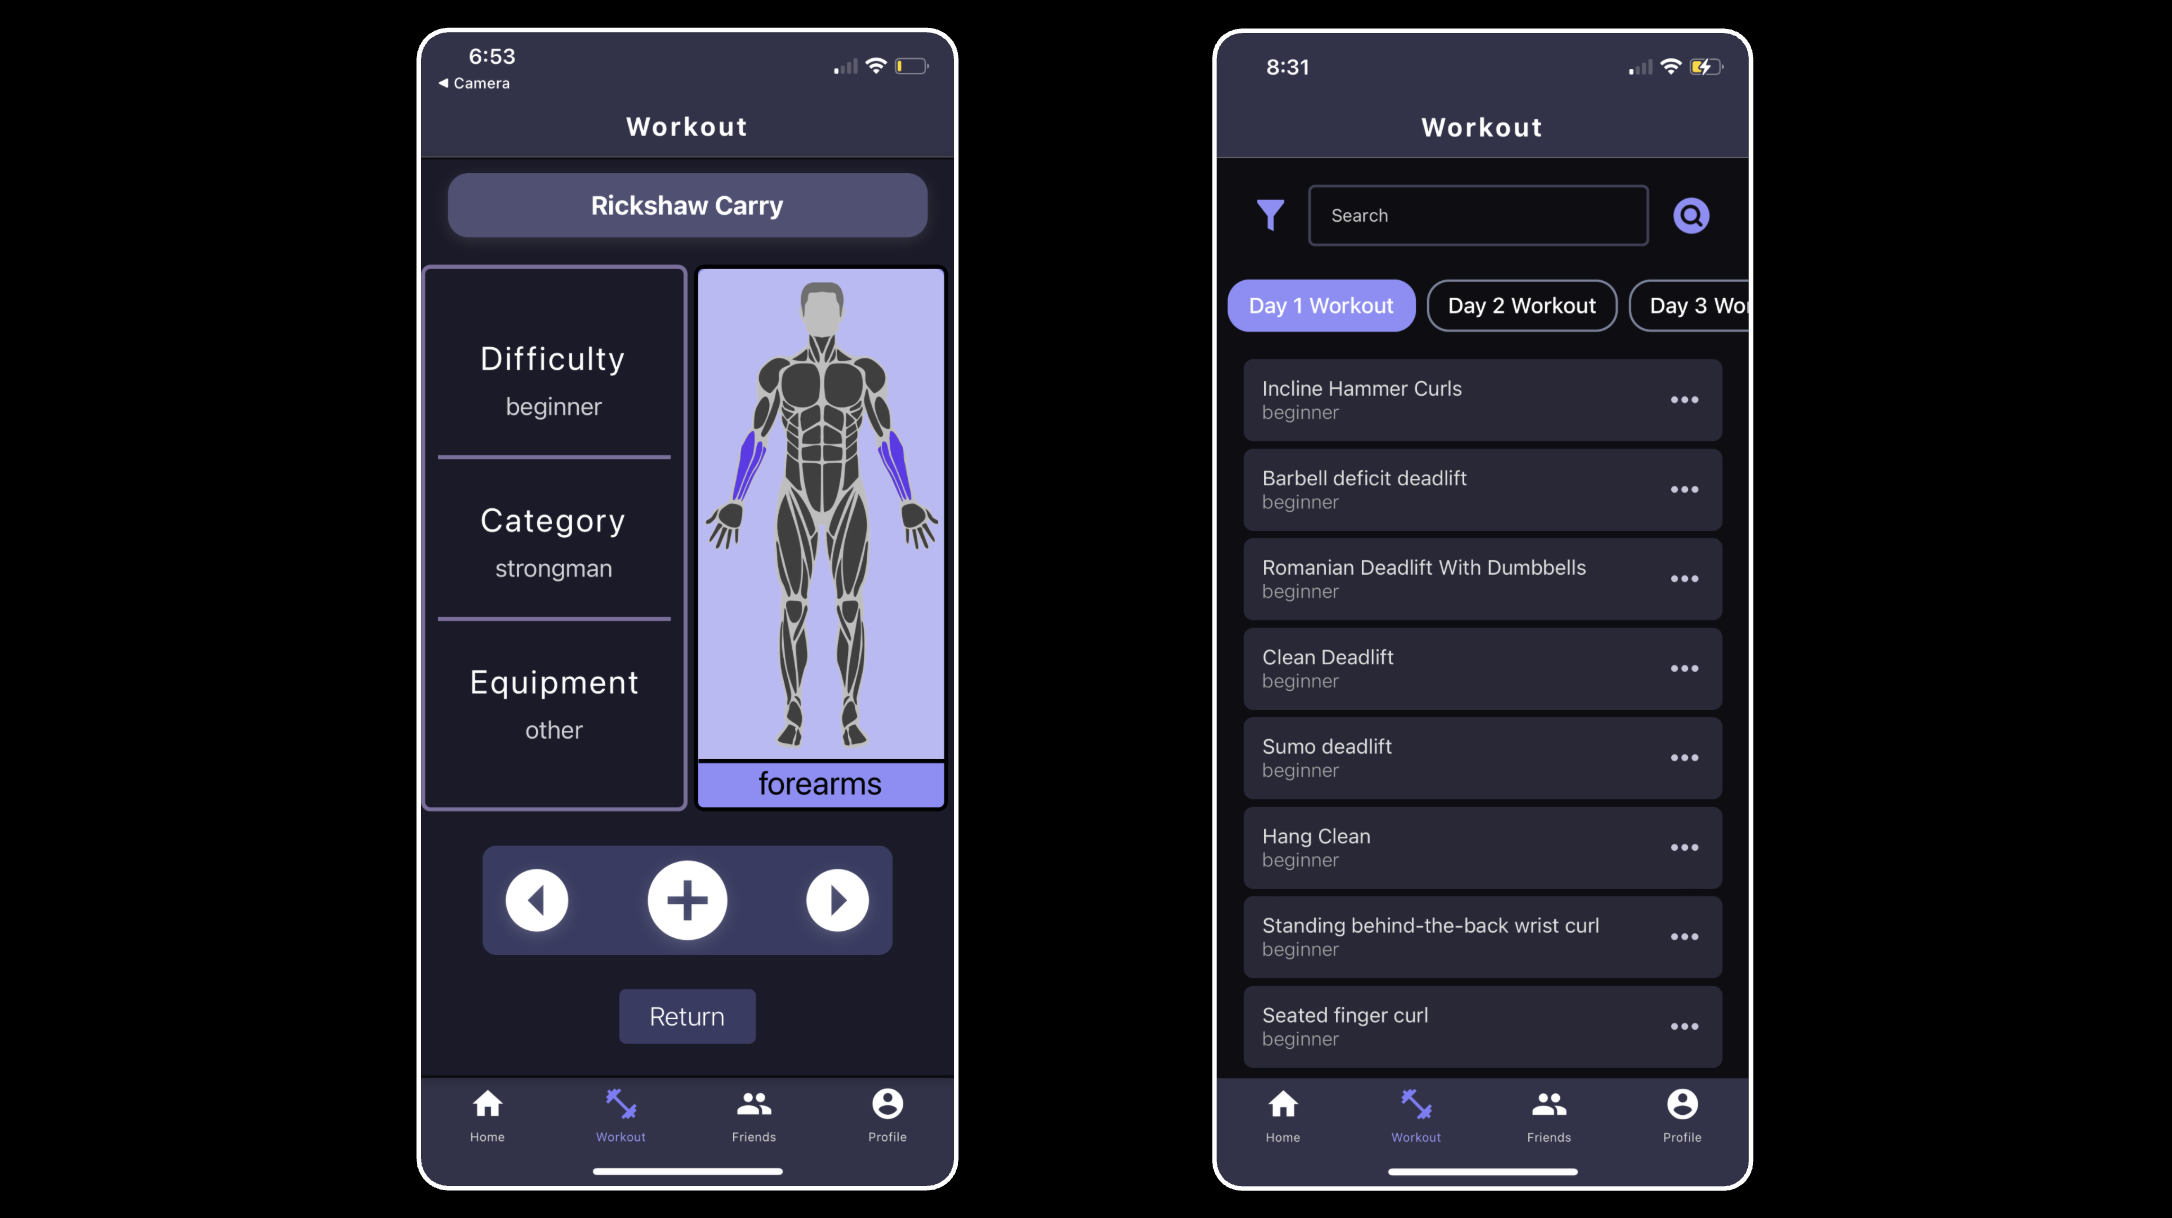 6:53
◀ Camera
Workout
Rickshaw Carry
Difficulty
beginner
Category
strongman
Equipment
other
forearms
Return
Home
Workout
Friends
Profile
8:31
Workout
Search
Day 1 Workout
Day 2 Workout
Day 3 Wo
Incline Hammer Curls
beginner
Barbell deficit deadlift
beginner
Romanian Deadlift With Dumbbells
beginner
Clean Deadlift
beginner
Sumo deadlift
beginner
Hang Clean
beginner
Standing behind-the-back wrist curl
beginner
Seated finger curl
beginner
Home
Workout
Friends
Profile